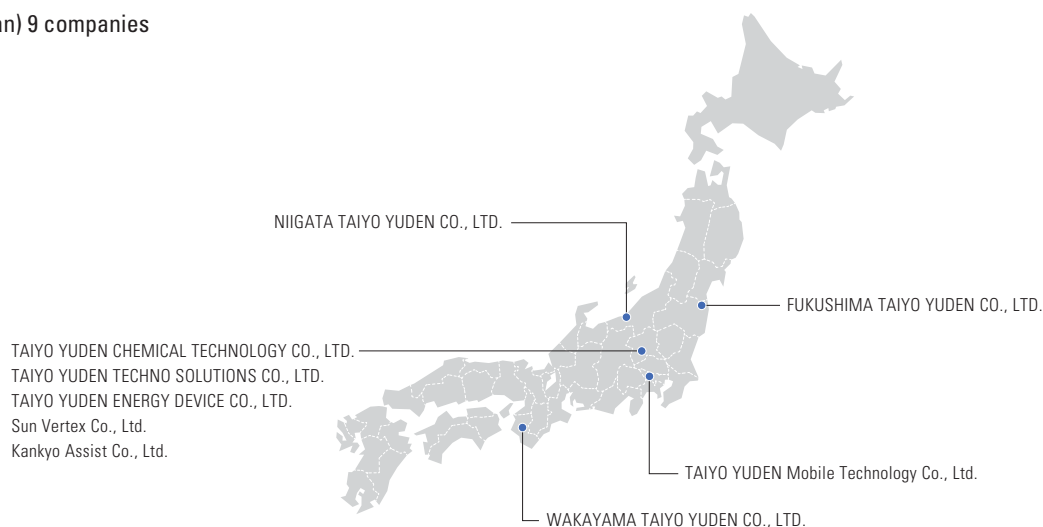 an) 9 companies
NIIGATA TAIYO YUDEN CO., LTD.
FUKUSHIMA TAIYO YUDEN CO., LTD.
TAIYO YUDEN CHEMICAL TECHNOLOGY CO., LTD.
TAIYO YUDEN TECHNO SOLUTIONS CO., LTD.
TAIYO YUDEN ENERGY DEVICE CO., LTD.
Sun Vertex Co., Ltd.
Kankyo Assist Co., Ltd.
TAIYO YUDEN Mobile Technology Co., Ltd.
WAKAYAMA TAIYO YUDEN CO., LTD.